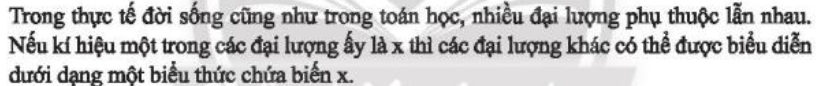 Trong thực tế đời sống cũng như trong toán học, nhiều đại lượng phụ thuộc lẫn nhau.
Nếu kí hiệu một trong các đại lượng ấy là x thì các đại lượng khác có thể được biểu diễn
dưới dạng một biểu thức chứa biến x.